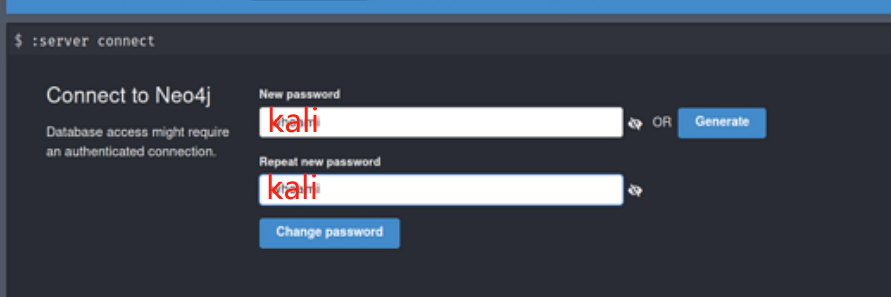 $ :server connect
Connect to Neo4j
Database access might require
an authenticated connection.
New password
kali
OR
Generate
Repeat new password
kali
Change password